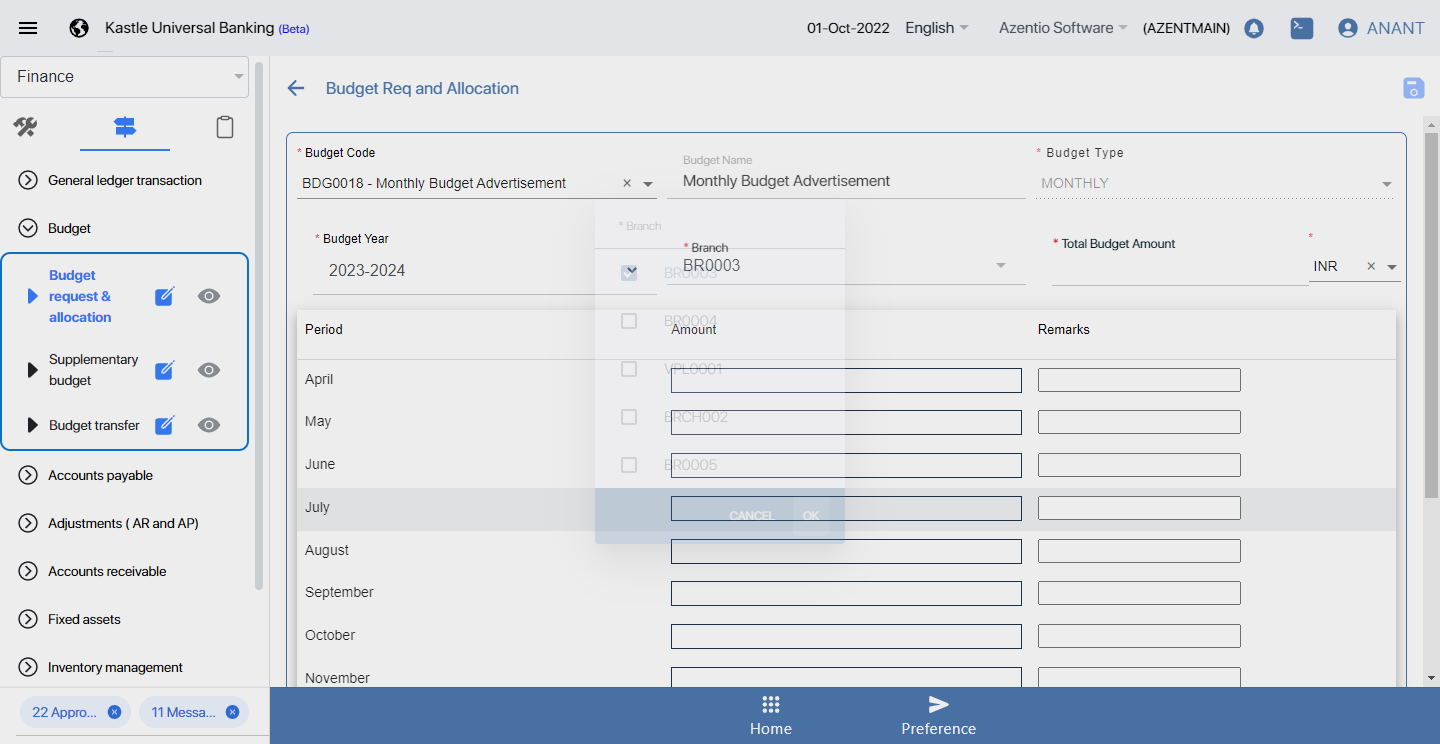 Kastle Universal Banking (Beta)
01-Oct-2022
English
Azentio Software
(AZENTMAIN)
ANANT
Finance
Budget Req and Allocation
General ledger transaction
Budget
Budget
request &
allocation
Supplementary
budget
Budget transfer
Accounts payable
Adjustments ( AR and AP)
Accounts receivable
Fixed assets
Inventory management
22 Appro...
11 Messa...
* Budget Code
BDG0018 - Monthly Budget Advertisement
Budget Name
Monthly Budget Advertisement
* Budget Type
MONTHLY
* Budget Year
2023-2024
* Branch
BR0003
* Total Budget Amount
*
INR
* Branch
BR0003
BR0004
VPL0001
BRCH002
BR0005
CANCEL
OK
Period
Amount
Remarks
April
May
June
July
August
September
October
November
Home
Preference